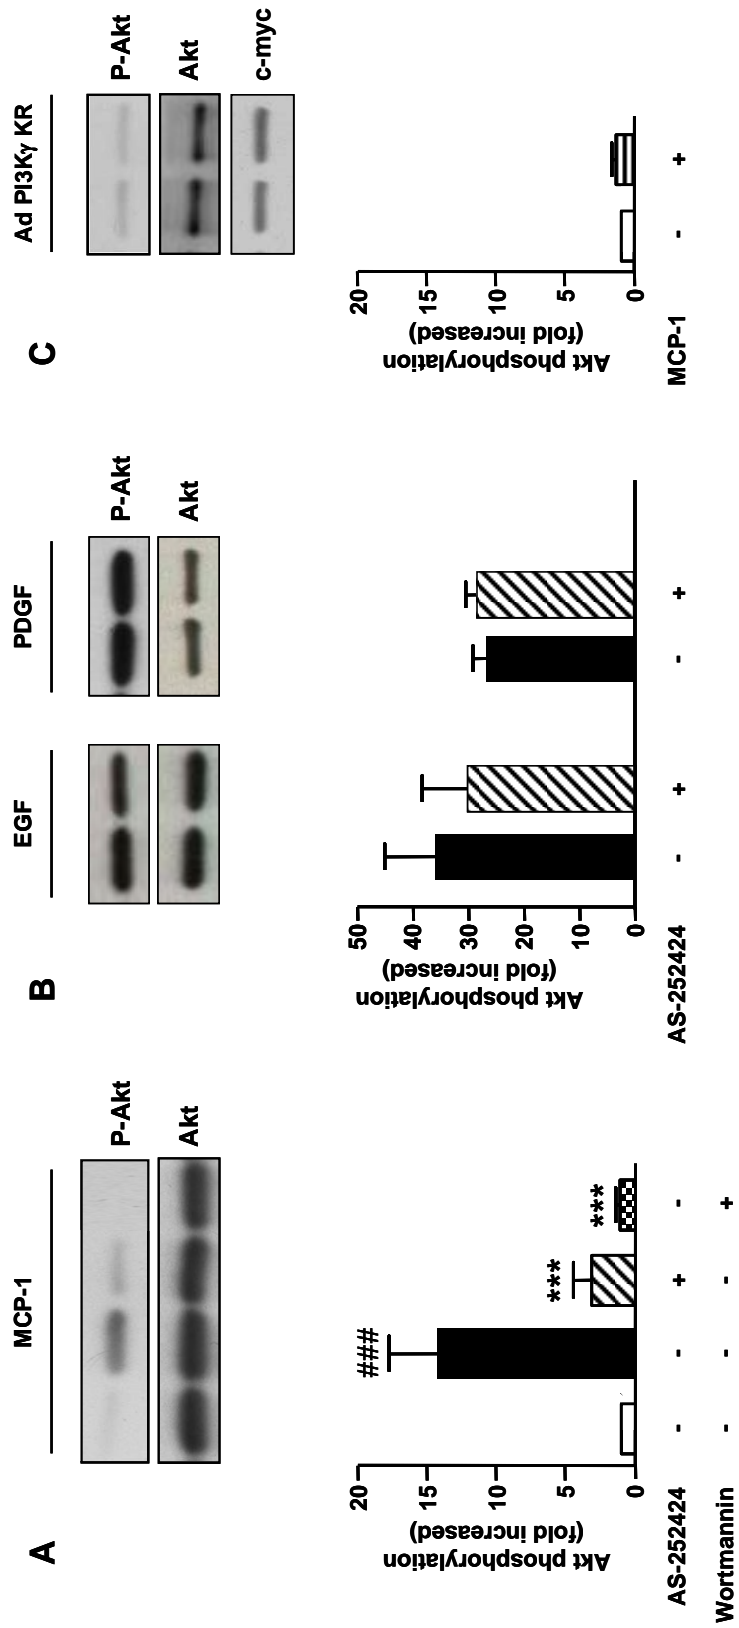 A
MCP-1
P-Akt
Akt
Akt phosphorylation
(fold increased)
20
15
10
5
0
###
***
***
AS-252424 - - + -
Wortmannin - - - +
B
EGF
PDGF
P-Akt
Akt
Akt phosphorylation
(fold increased)
50
40
30
20
10
0
AS-252424 - + - +
C
Ad PI3Kγ KR
P-Akt
Akt
c-myc
Akt phosphorylation
(fold increased)
20
15
10
5
0
MCP-1 - +